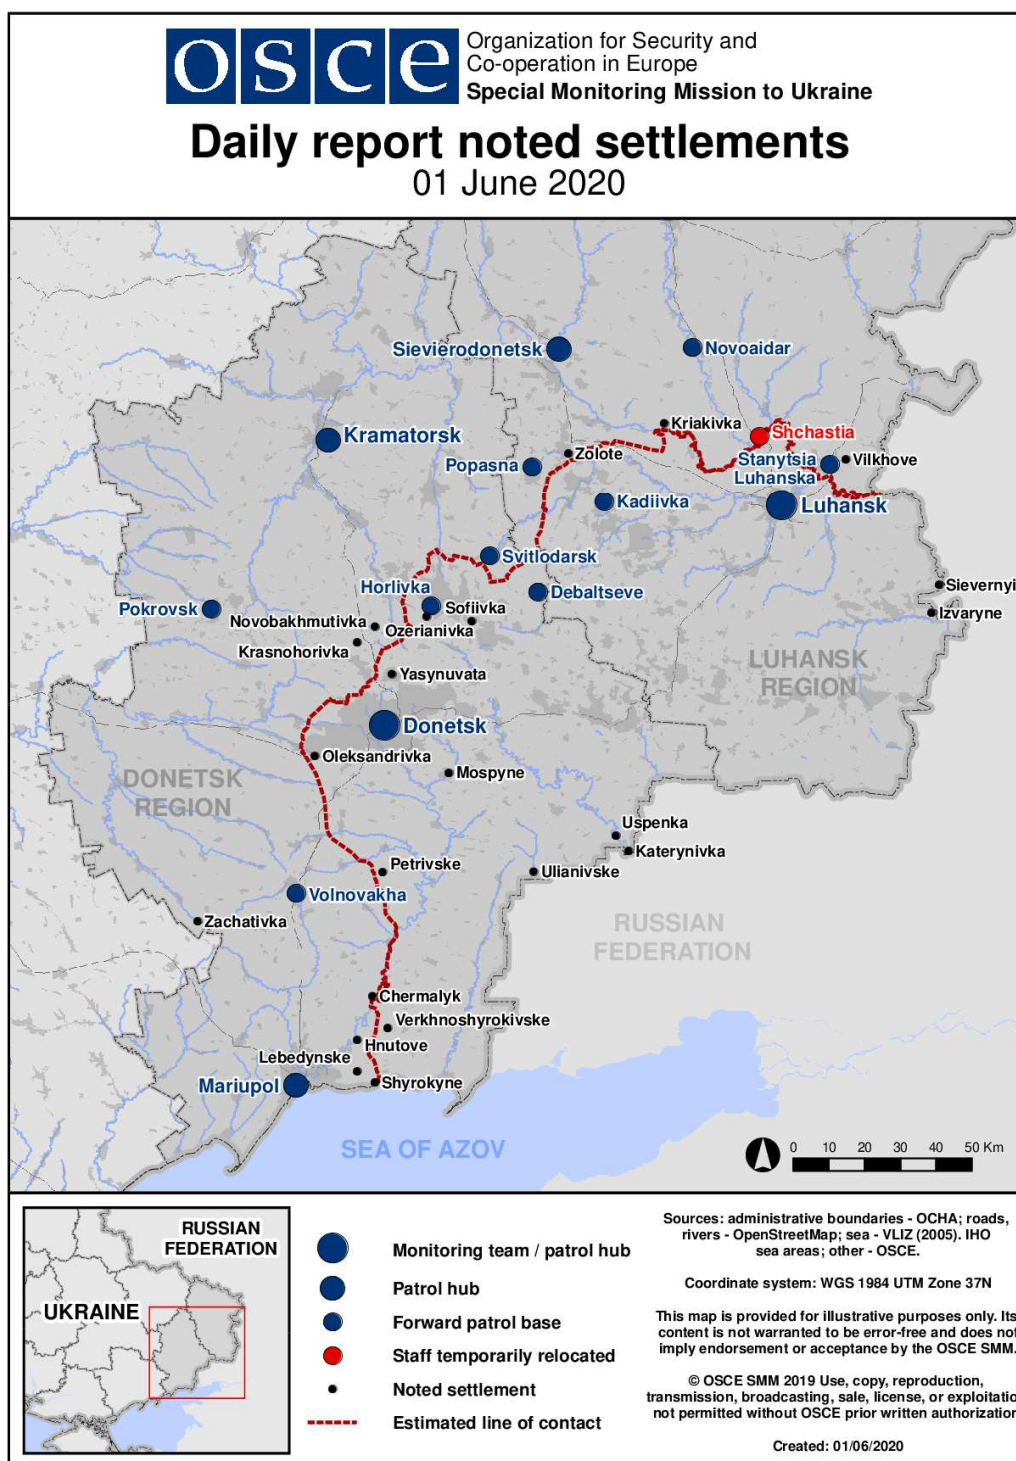 osce
Organization for Security and
Co-operation in Europe
Special Monitoring Mission to Ukraine
Daily report noted settlements
01 June 2020
Sievierodonetsk
Novoaidar
Kriakivka
Kramatorsk
Shchastia
Zolote
Popasna
Stanytsia
Luhanska
Vilkhove
Kadiivka
Luhansk
Svitlodarsk
Horlivka
Debaltseve
Sievernyi
Pokrovsk
Sofiivka
Izvaryne
Novobakhmutivka
Ozerianivka
Krasnohorivka
LUHANSK
REGION
Yasynuvata
Donetsk
Oleksandrivka
Mospyne
DONETSK
REGION
Uspenka
Katerynivka
Petrivske
Ulianivske
Volnovakha
Zachativka
RUSSIAN
FEDERATION
Chermalyk
Verkhnoshyrokivske
Hnutove
Lebedynske
Shyrokyne
Mariupol
SEA OF AZOV
0 10 20 30 40 50 Km
RUSSIAN
FEDERATION
UKRAINE
Monitoring team / patrol hub
Patrol hub
Forward patrol base
Staff temporarily relocated
Noted settlement
Estimated line of contact
Sources: administrative boundaries - OCHA; roads,
rivers - OpenStreetMap; sea - VLIZ (2005). IHO
sea areas; other - OSCE.
Coordinate system: WGS 1984 UTM Zone 37N
This map is provided for illustrative purposes only. Its
content is not warranted to be error-free and does not
imply endorsement or acceptance by the OSCE SMM.
© OSCE SMM 2019 Use, copy, reproduction,
transmission, broadcasting, sale, license, or exploitatio
not permitted without OSCE prior written authorization
Created: 01/06/2020